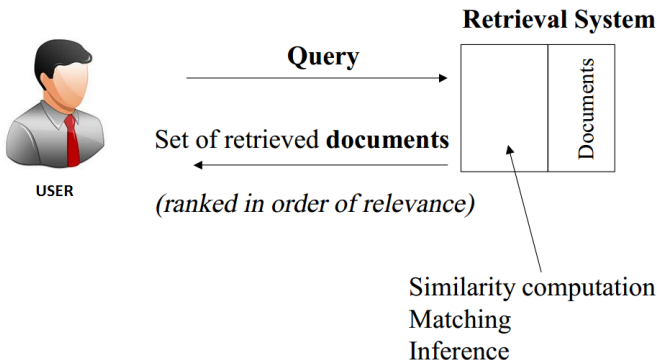 Retrieval System
Query
Documents
Set of retrieved documents
USER
(ranked in order of relevance)
Similarity computation
Matching
Inference